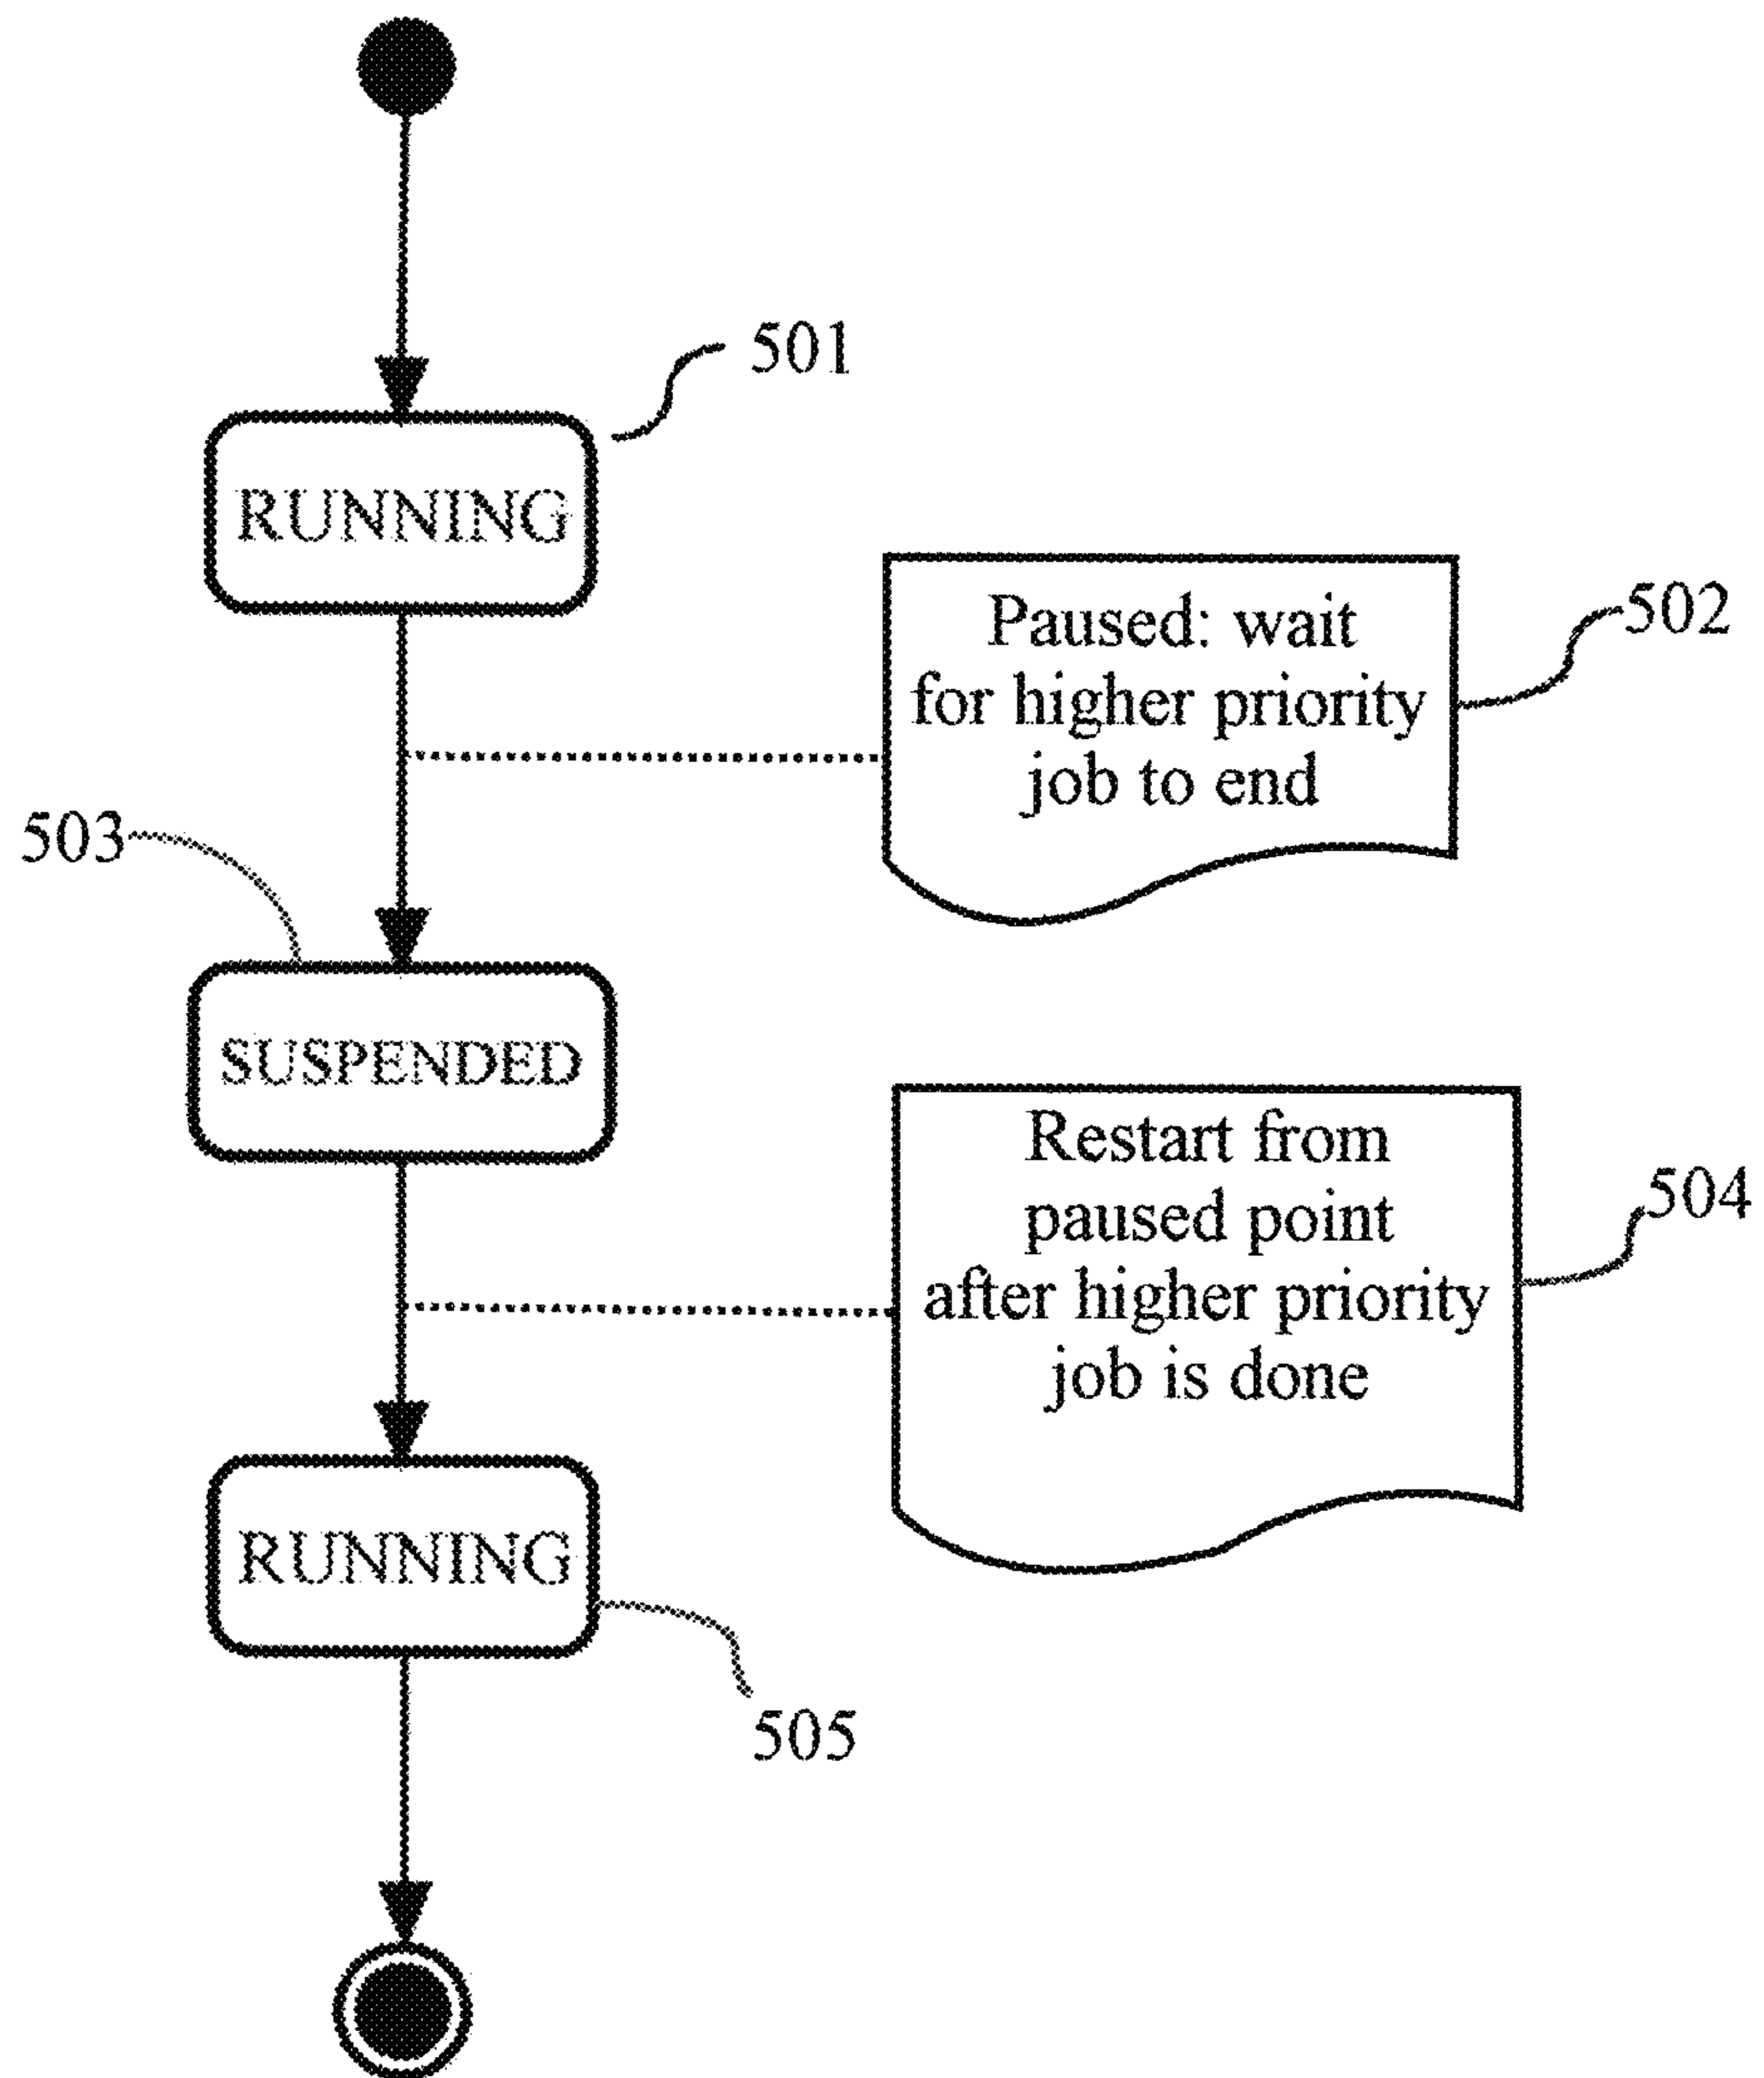 501
RUNNING
Paused: wait
for higher priority
job to end
502
503
SUSPENDED
Restart from
paused point
after higher priority
job is done
504
RUNNING
505